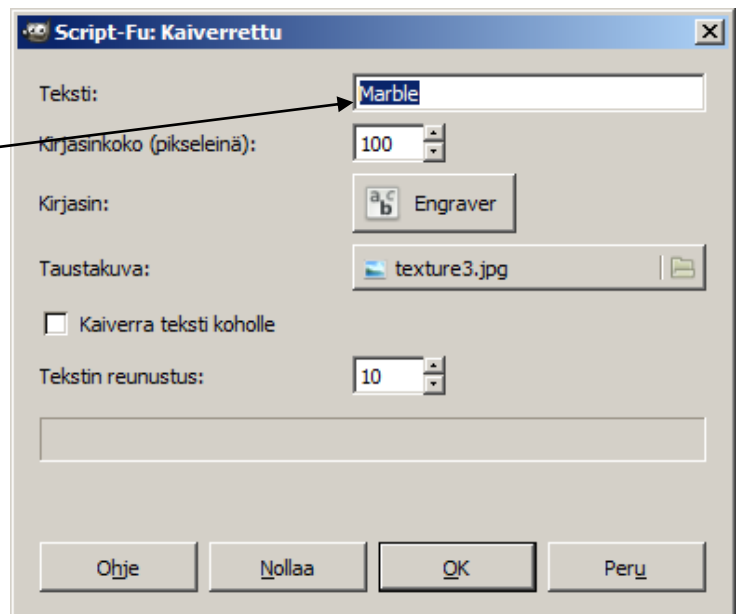 Script-Fu: Kaiverrettu
Teksti: Marble
Kirjasinkoko (pikseleinä): 100
Kirjasin: Engraver
Taustakuva: texture3.jpg
Kaiverra teksti koholle
Tekstin reunustus: 10
Ohje Nollaa OK Peru